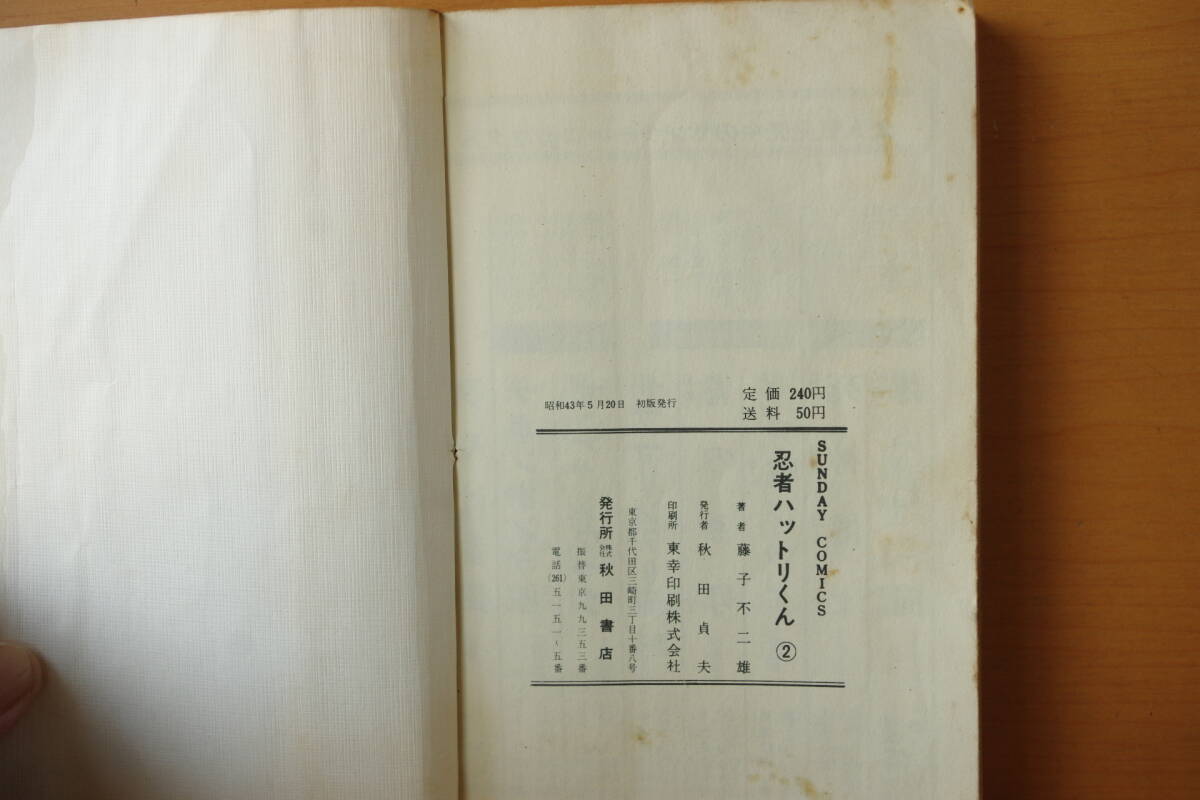 定価 240円
送料 50円
昭和43年5月20日 初版発行
SUNDAY COMICS
忍者ハットリくん ②
著者 藤子不二雄
発行者 秋田貞夫
印刷所 東幸印刷株式会社
東京都千代田区三崎町三丁目十番八号
発行所 株式会社 秋田書店
振替東京九九三五三番
電話(261)五一五一~五番